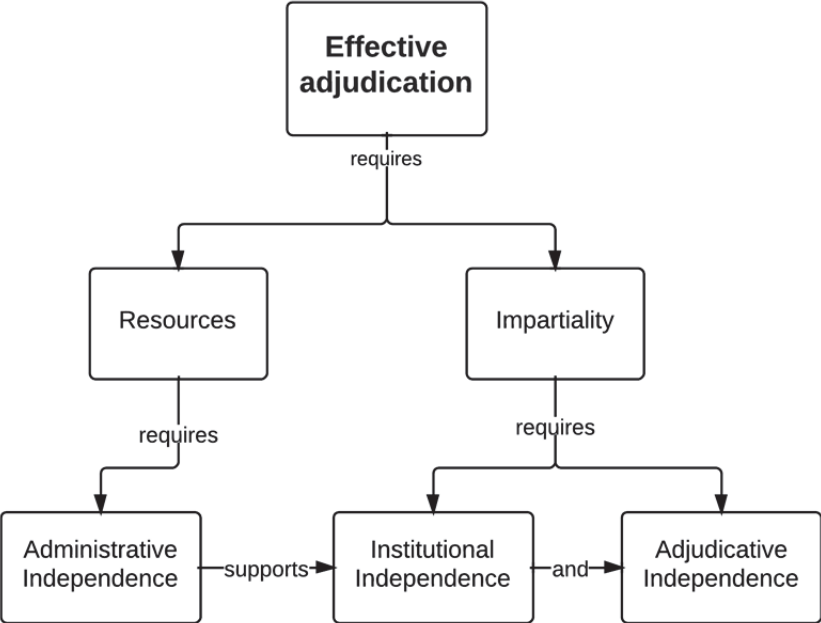 Effective
adjudication
requires
Resources
Impartiality
requires
requires
Administrative
Independence
supports
Institutional
Independence
and
Adjudicative
Independence